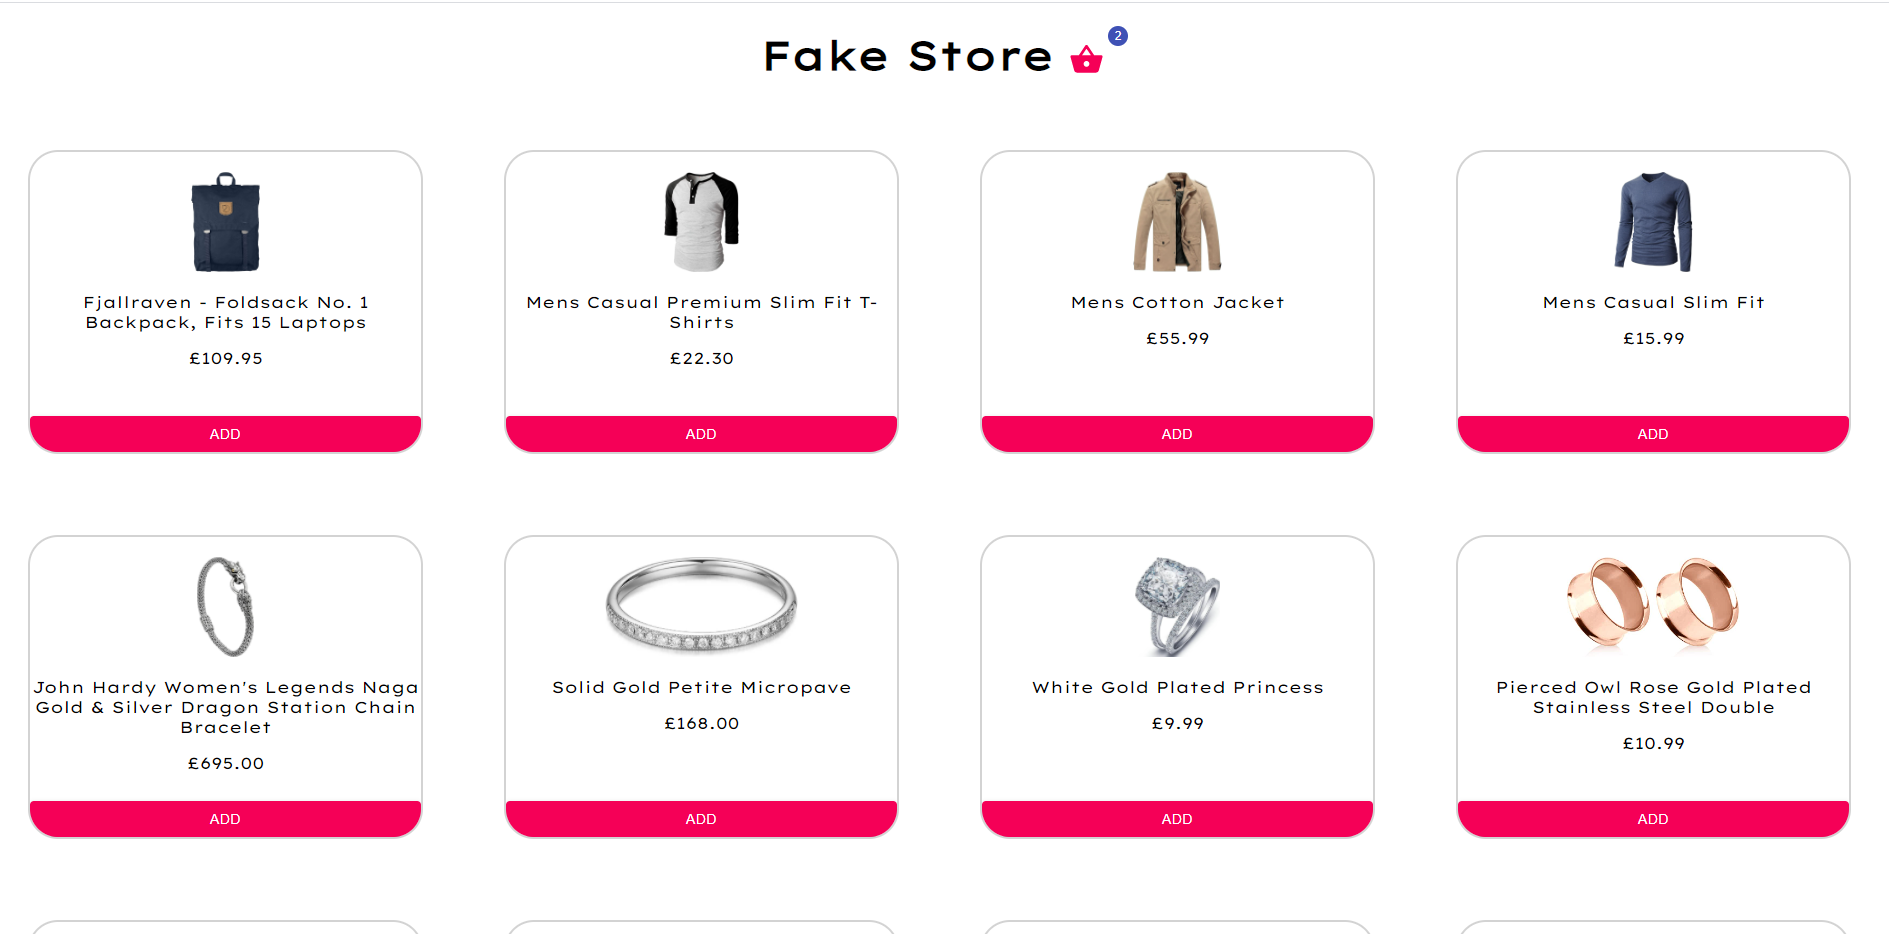 Fake Store
2
Fjallraven - Foldsack No. 1
Backpack, Fits 15 Laptops
£109.95
ADD
Mens Casual Premium Slim Fit T-
Shirts
£22.30
ADD
Mens Cotton Jacket
£55.99
ADD
Mens Casual Slim Fit
£15.99
ADD
John Hardy Women's Legends Naga
Gold & Silver Dragon Station Chain
Bracelet
£695.00
ADD
Solid Gold Petite Micropave
£168.00
ADD
White Gold Plated Princess
£9.99
ADD
Pierced Owl Rose Gold Plated
Stainless Steel Double
£10.99
ADD